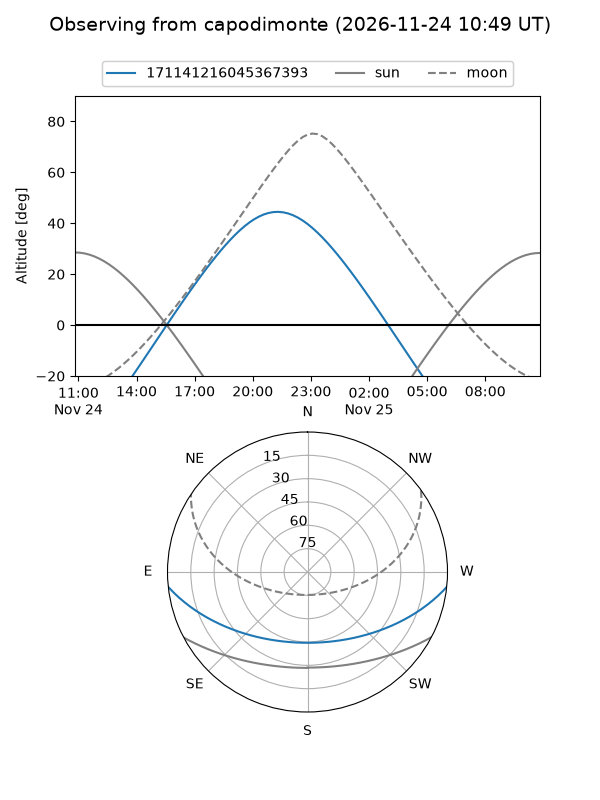 Observing from capodimonte (2026-11-24 10:49 UT)
171141216045367393 sun moon
Altitude [deg]
80
60
40
20
0
−20
11:00 14:00 17:00 20:00 23:00 02:00 05:00 08:00
Nov 24 Nov 25
N
NE NW
15
30
45
60
75
E W
SE SW
S